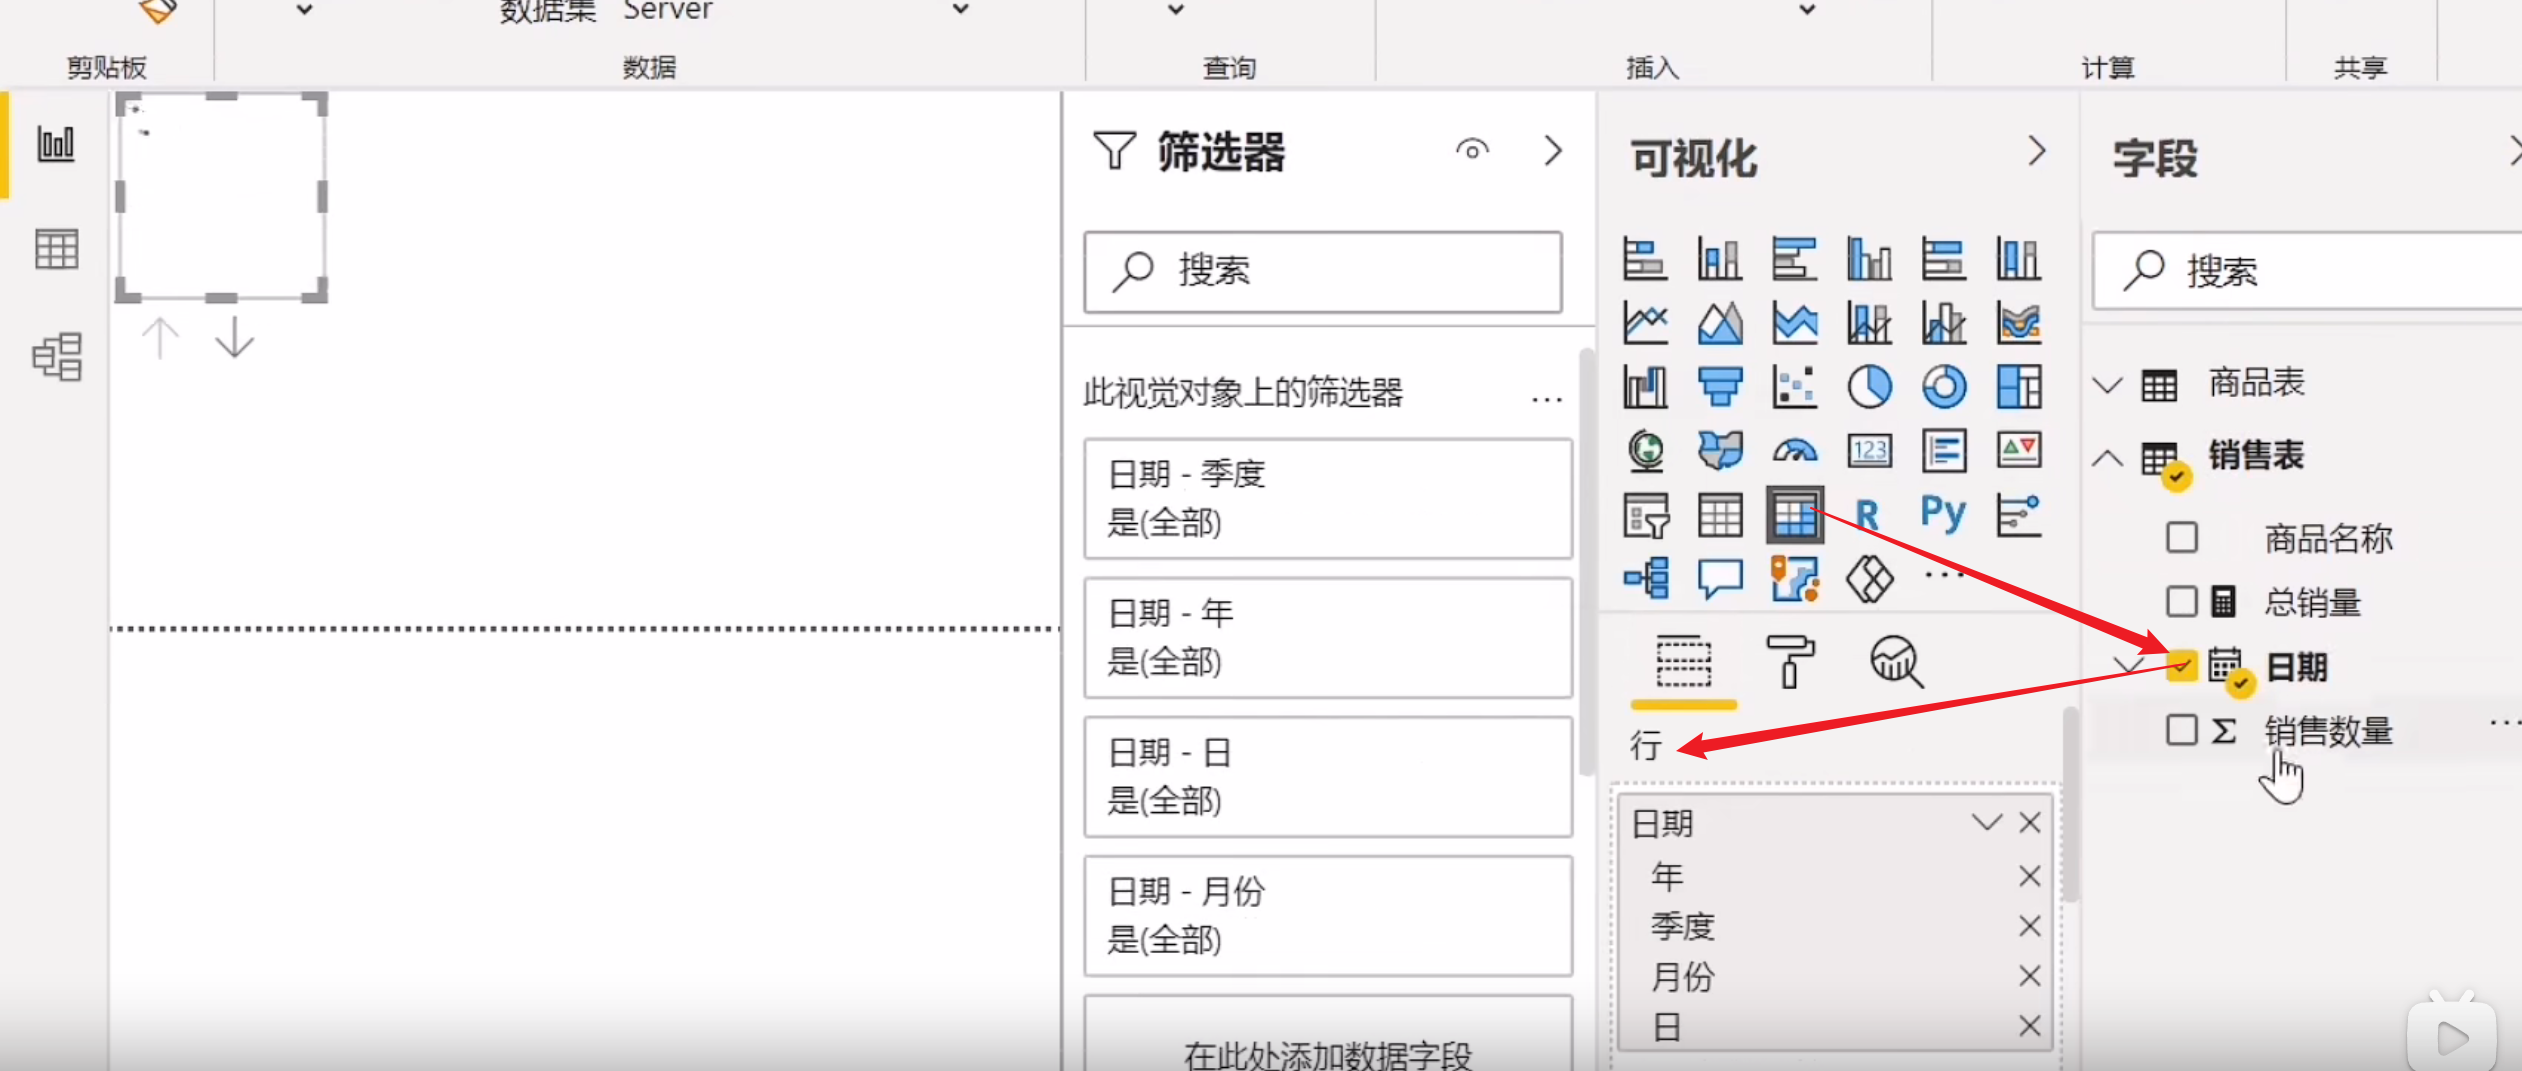 数据集 Server
剪贴板
数据
查询
插入
计算
共享
筛选器
搜索
此视觉对象上的筛选器
...
日期 - 季度
是(全部)
日期 - 年
是(全部)
日期 - 日
是(全部)
日期 - 月份
是(全部)
在此处添加数据字段
可视化
123
R
Py
...
行
日期
年
季度
月份
日
字段
搜索
商品表
销售表
商品名称
总销量
日期
Σ 销售数量
...